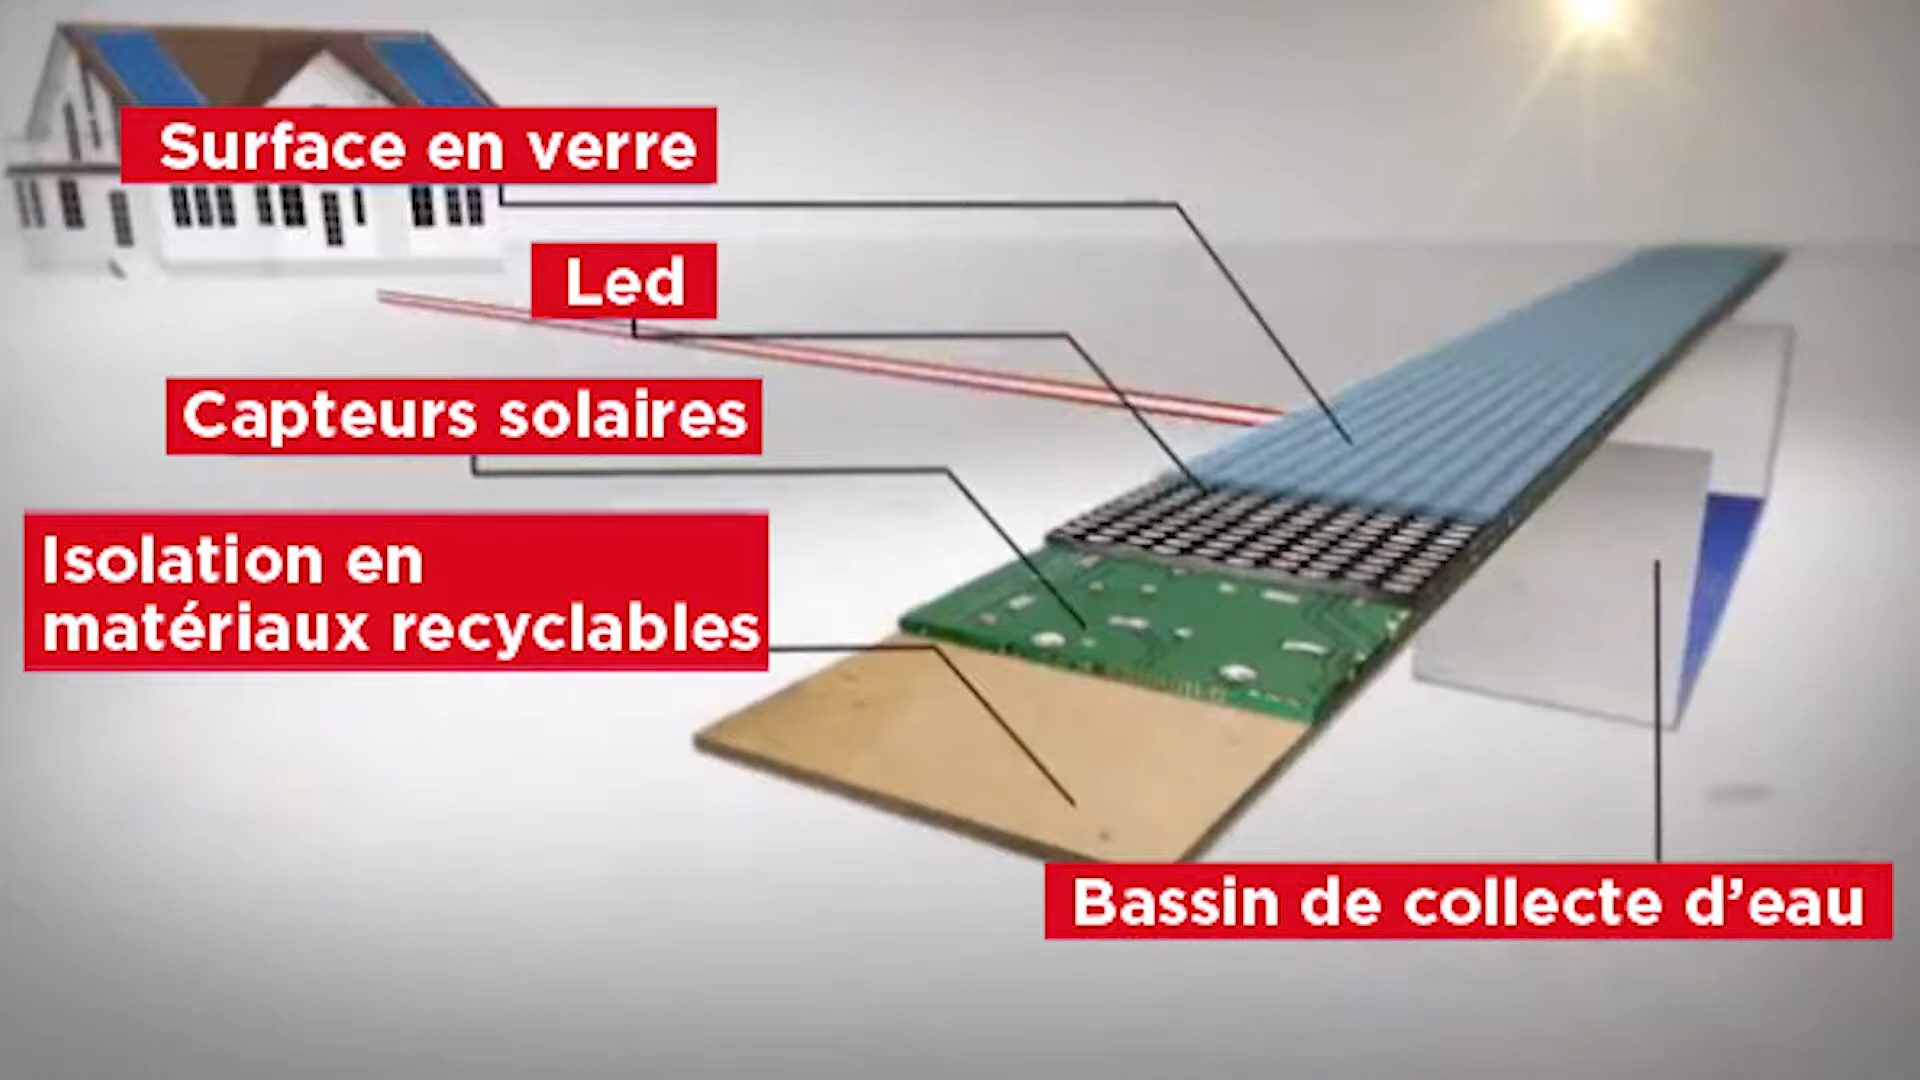 Surface en verre
Led
Capteurs solaires
Isolation en
matériaux recyclables
Bassin de collecte d’eau